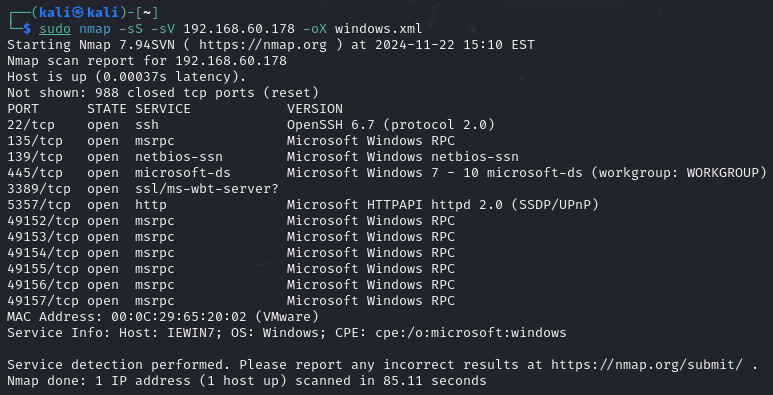 ┌──(kali㉿kali)-[~]
└─$ sudo nmap -sS -sV 192.168.60.178 -oX windows.xml
Starting Nmap 7.94SVN ( https://nmap.org ) at 2024-11-22 15:10 EST
Nmap scan report for 192.168.60.178
Host is up (0.00037s latency).
Not shown: 988 closed tcp ports (reset)
PORT      STATE SERVICE            VERSION
22/tcp    open  ssh                OpenSSH 6.7 (protocol 2.0)
135/tcp   open  msrpc              Microsoft Windows RPC
139/tcp   open  netbios-ssn        Microsoft Windows netbios-ssn
445/tcp   open  microsoft-ds       Microsoft Windows 7 - 10 microsoft-ds (workgroup: WORKGROUP)
3389/tcp  open  ssl/ms-wbt-server?
5357/tcp  open  http               Microsoft HTTPAPI httpd 2.0 (SSDP/UPnP)
49152/tcp open  msrpc              Microsoft Windows RPC
49153/tcp open  msrpc              Microsoft Windows RPC
49154/tcp open  msrpc              Microsoft Windows RPC
49155/tcp open  msrpc              Microsoft Windows RPC
49156/tcp open  msrpc              Microsoft Windows RPC
49157/tcp open  msrpc              Microsoft Windows RPC
MAC Address: 00:0C:29:65:20:02 (VMware)
Service Info: Host: IEWIN7; OS: Windows; CPE: cpe:/o:microsoft:windows

Service detection performed. Please report any incorrect results at https://nmap.org/submit/ .
Nmap done: 1 IP address (1 host up) scanned in 85.11 seconds